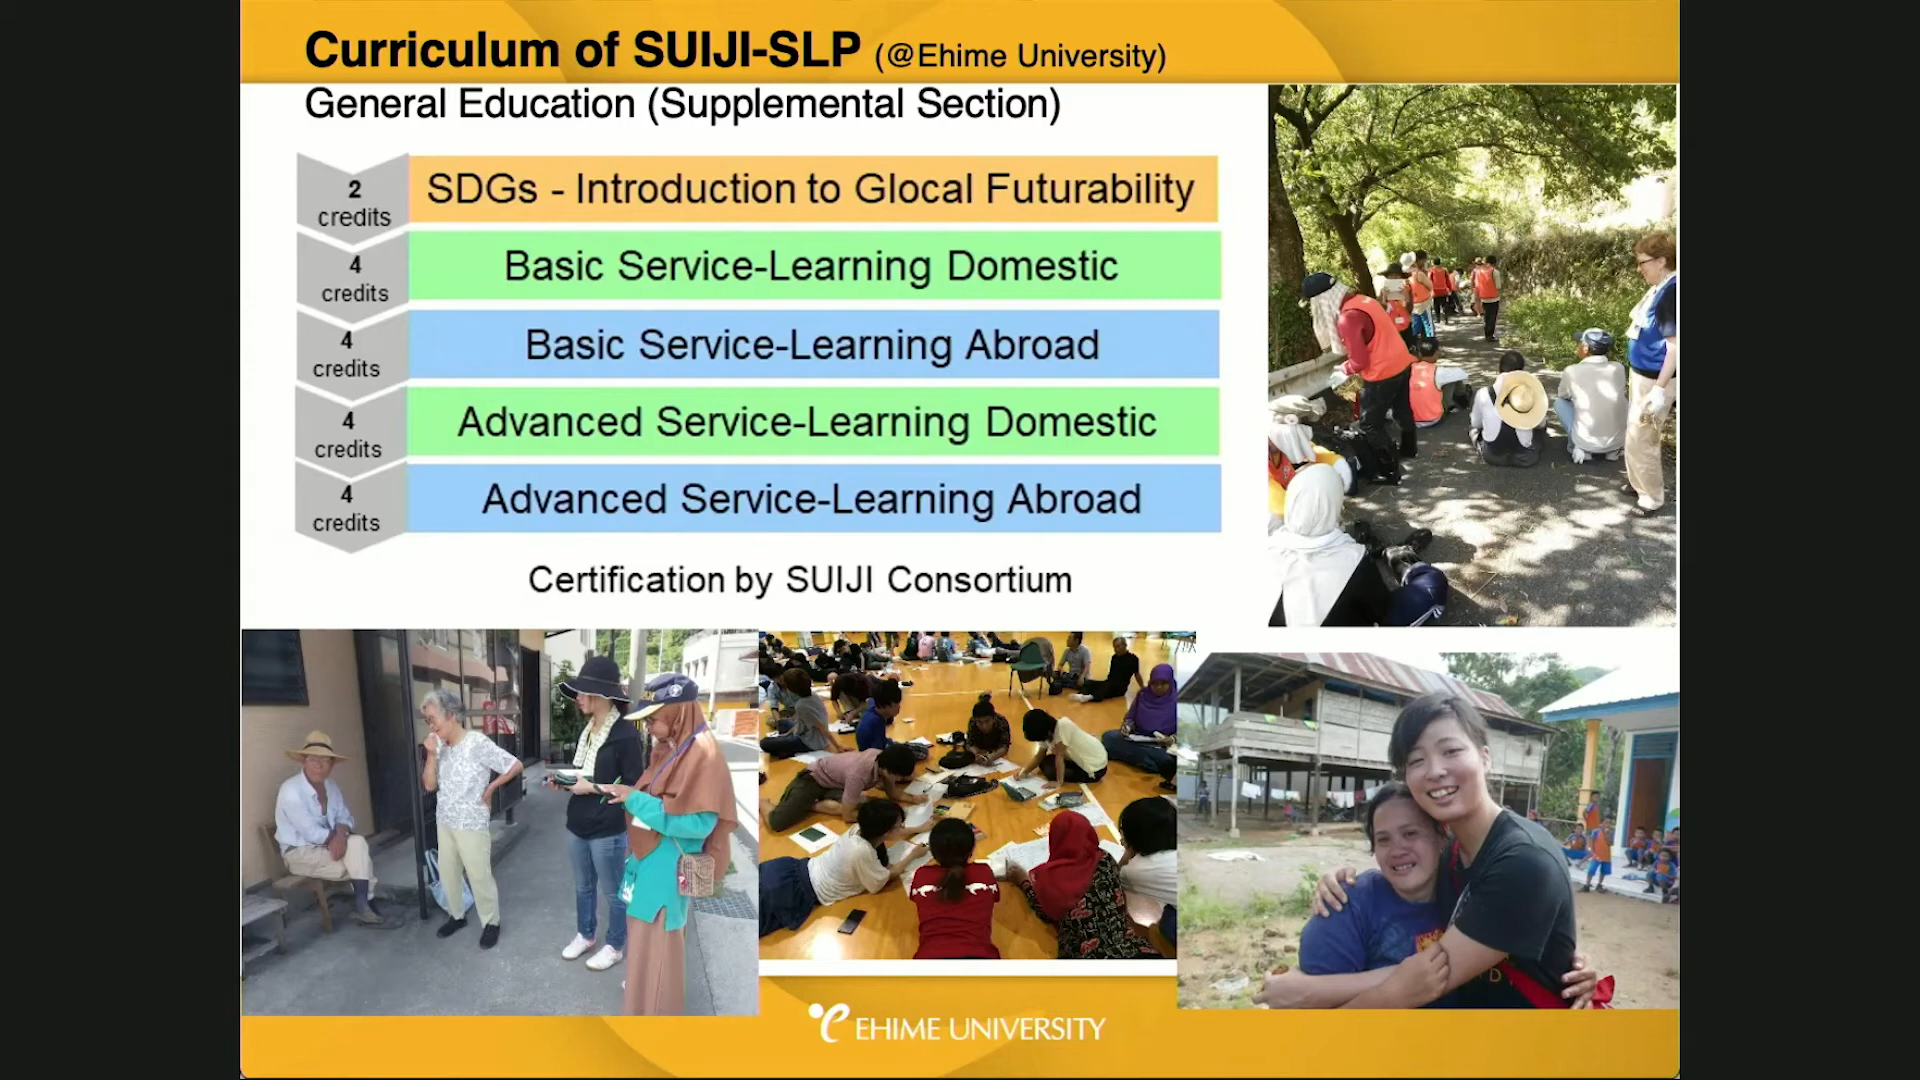 Curriculum of SUIJI-SLP (@Ehime University)
General Education (Supplemental Section)
2
credits
SDGs - Introduction to Glocal Futurability
4
credits
Basic Service-Learning Domestic
4
credits
Basic Service-Learning Abroad
4
credits
Advanced Service-Learning Domestic
4
credits
Advanced Service-Learning Abroad
Certification by SUIJI Consortium
EHIME UNIVERSITY